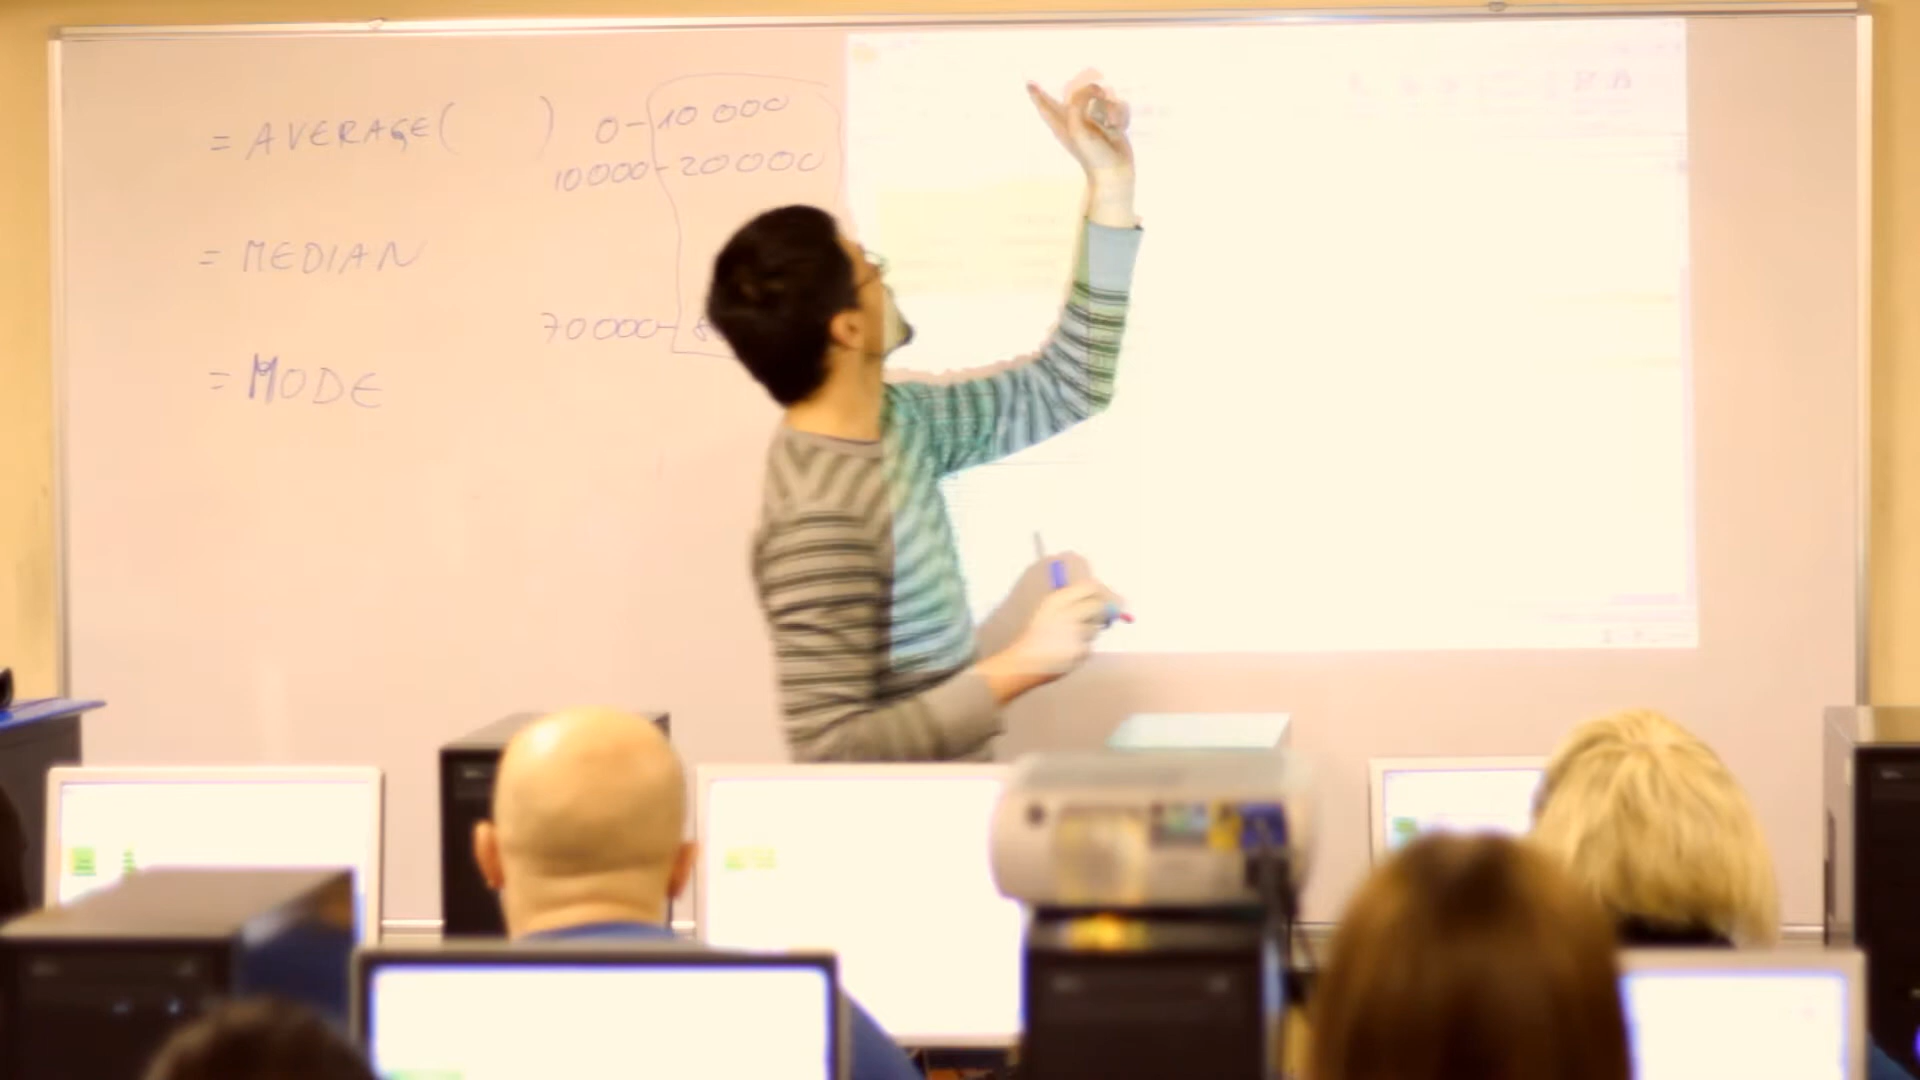 = AVERAGE( )
= MEDIAN
= MODE
0-10 000
10000-20000
70000-